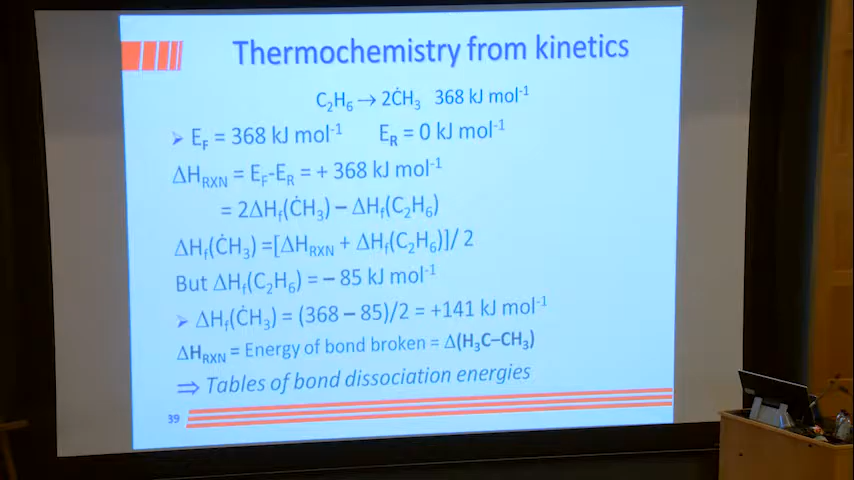 Thermochemistry from kinetics
C₂H₆ → 2ĊH₃ 368 kJ mol⁻¹
➢ E_F = 368 kJ mol⁻¹ E_R = 0 kJ mol⁻¹
ΔH_RXN = E_F-E_R = + 368 kJ mol⁻¹
= 2ΔH_f(ĊH₃) – ΔH_f(C₂H₆)
ΔH_f(ĊH₃) =[ΔH_RXN + ΔH_f(C₂H₆)]/ 2
But ΔH_f(C₂H₆) = – 85 kJ mol⁻¹
➢ ΔH_f(ĊH₃) = (368 – 85)/2 = +141 kJ mol⁻¹
ΔH_RXN = Energy of bond broken = Δ(H₃C–CH₃)
⇒ Tables of bond dissociation energies
39